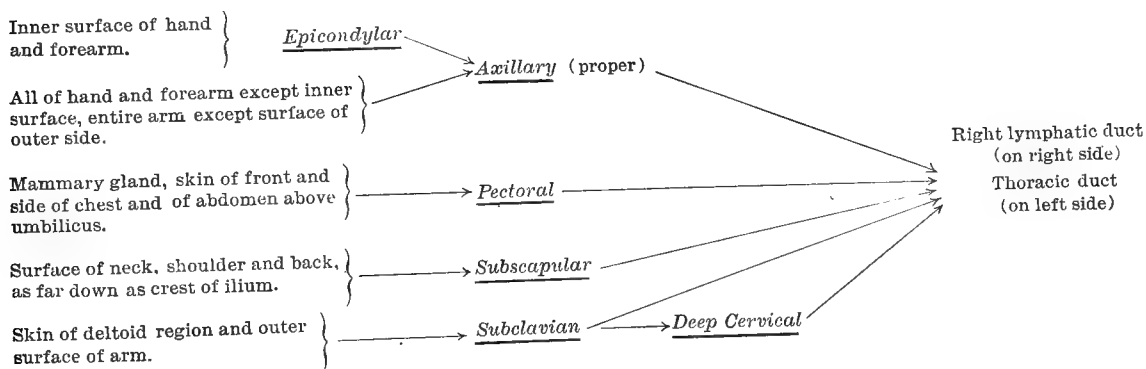 Inner surface of hand
and forearm.
Epicondylar
Axillary (proper)
All of hand and forearm except inner
surface, entire arm except surface of
outer side.
Right lymphatic duct
(on right side)
Thoracic duct
(on left side)
Mammary gland, skin of front and
side of chest and of abdomen above
umbilicus.
Pectoral
Surface of neck, shoulder and back,
as far down as crest of ilium.
Subscapular
Skin of deltoid region and outer
surface of arm.
Subclavian
Deep Cervical